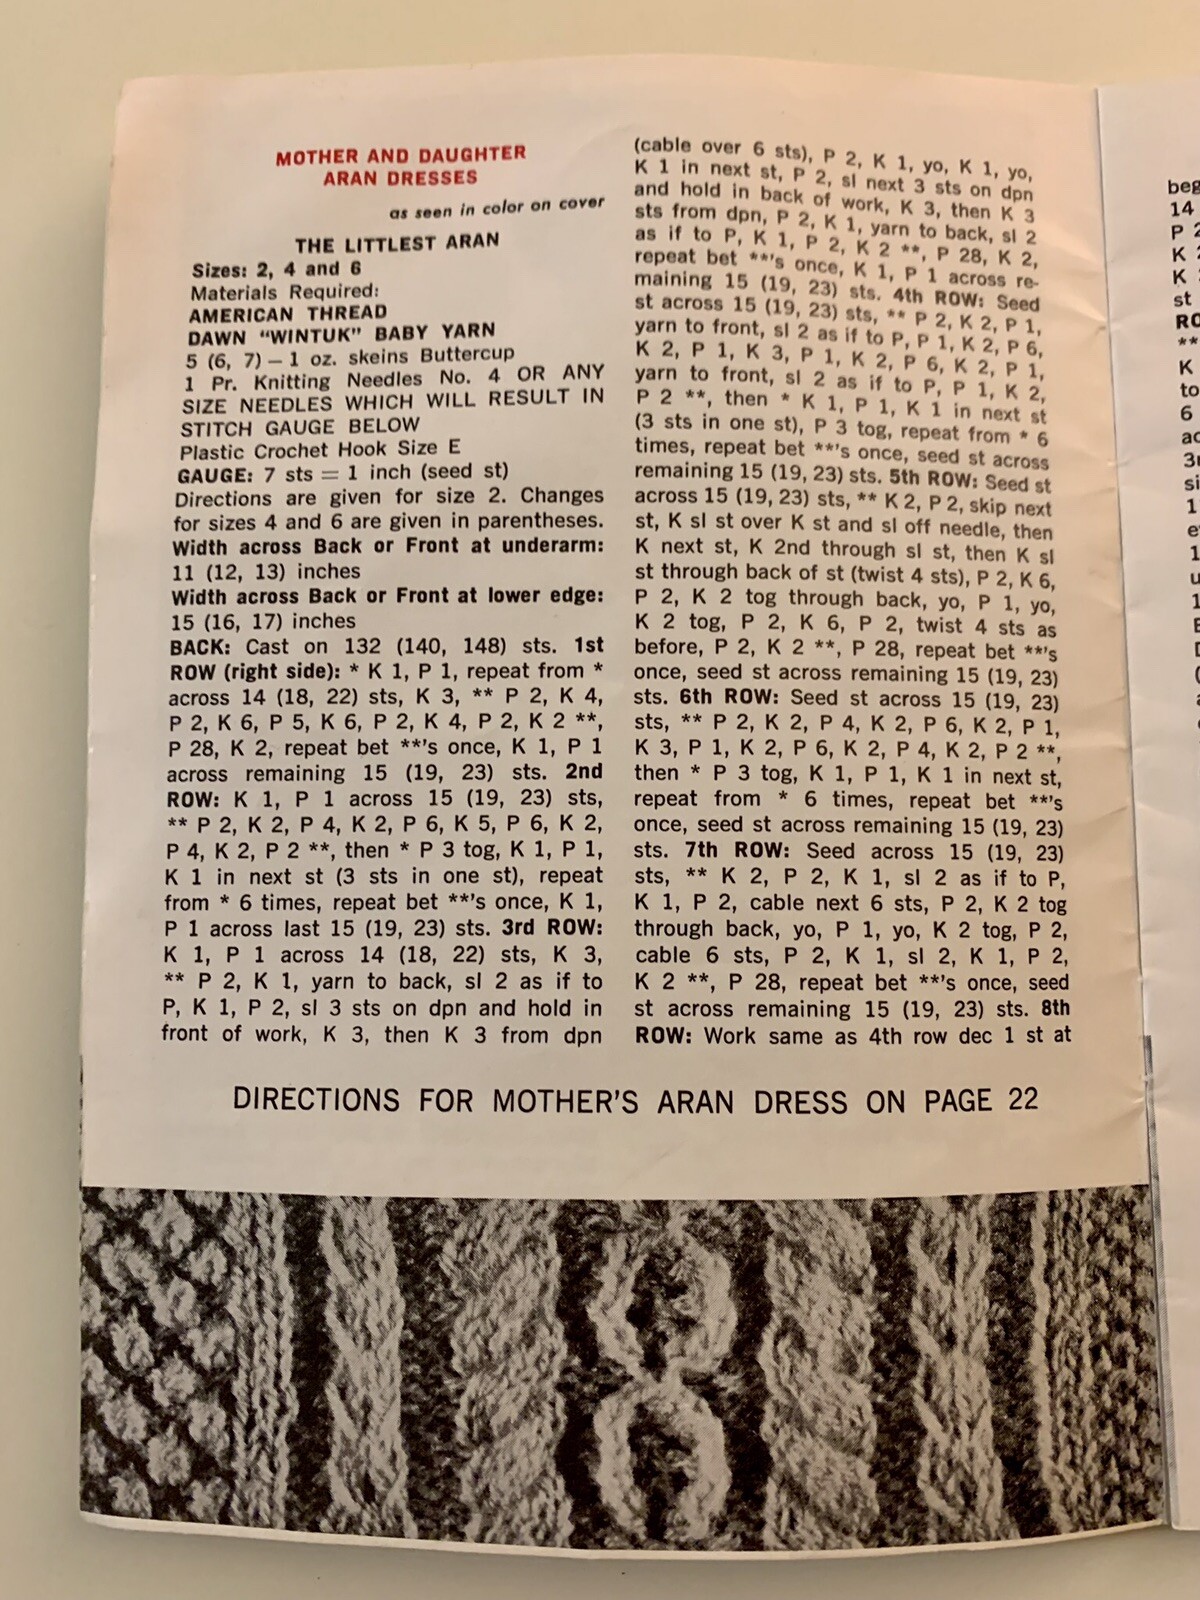 MOTHER AND DAUGHTER
ARAN DRESSES
as seen in color on cover
THE LITTLEST ARAN
Sizes: 2, 4 and 6
Materials Required:
AMERICAN THREAD
DAWN “WINTUK” BABY YARN
5 (6, 7) – 1 oz. skeins Buttercup
1 Pr. Knitting Needles No. 4 OR ANY
SIZE NEEDLES WHICH WILL RESULT IN
STITCH GAUGE BELOW
Plastic Crochet Hook Size E
GAUGE: 7 sts = 1 inch (seed st)
Directions are given for size 2. Changes
for sizes 4 and 6 are given in parentheses.
Width across Back or Front at underarm:
11 (12, 13) inches
Width across Back or Front at lower edge:
15 (16, 17) inches
BACK: Cast on 132 (140, 148) sts. 1st
ROW (right side): * K 1, P 1, repeat from *
across 14 (18, 22) sts, K 3, ** P 2, K 4,
P 2, K 6, P 5, K 6, P 2, K 4, P 2, K 2 **,
P 28, K 2, repeat bet **'s once, K 1, P 1
across remaining 15 (19, 23) sts. 2nd
ROW: K 1, P 1 across 15 (19, 23) sts,
** P 2, K 2, P 4, K 2, P 6, K 5, P 6, K 2,
P 4, K 2, P 2 **, then * P 3 tog, K 1, P 1,
K 1 in next st (3 sts in one st), repeat
from * 6 times, repeat bet **'s once, K 1,
P 1 across last 15 (19, 23) sts. 3rd ROW:
K 1, P 1 across 14 (18, 22) sts, K 3,
** P 2, K 1, yarn to back, sl 2 as if to
P, K 1, P 2, sl 3 sts on dpn and hold in
front of work, K 3, then K 3 from dpn
(cable over 6 sts), P 2, K 1, yo, K 1, yo,
K 1 in next st, P 2, sl next 3 sts on dpn
and hold in back of work, K 3, then K 3
sts from dpn, P 2, K 1, yarn to back, sl 2
as if to P, K 1, P 2, K 2 **, P 28, K 2,
repeat bet **'s once, K 1, P 1 across re-
maining 15 (19, 23) sts. 4th ROW: Seed
st across 15 (19, 23) sts, ** P 2, K 2, P 1,
yarn to front, sl 2 as if to P, P 1, K 2, P 6,
K 2, P 1, K 3, P 1, K 2, P 6, K 2, P 1,
yarn to front, sl 2 as if to P, P 1, K 2,
P 2 **, then * K 1, P 1, K 1 in next st
(3 sts in one st), P 3 tog, repeat from * 6
times, repeat bet **'s once, seed st across
remaining 15 (19, 23) sts. 5th ROW: Seed st
across 15 (19, 23) sts, ** K 2, P 2, skip next
st, K sl st over K st and sl off needle, then
K next st, K 2nd through sl st, then K sl
st through back of st (twist 4 sts), P 2, K 6,
P 2, K 2 tog through back, yo, P 1, yo,
K 2 tog, P 2, K 6, P 2, twist 4 sts as
before, P 2, K 2 **, P 28, repeat bet **'s
once, seed st across remaining 15 (19, 23)
sts. 6th ROW: Seed st across 15 (19, 23)
sts, ** P 2, K 2, P 4, K 2, P 6, K 2, P 1,
K 3, P 1, K 2, P 6, K 2, P 4, K 2, P 2 **,
then * P 3 tog, K 1, P 1, K 1 in next st,
repeat from * 6 times, repeat bet **'s
once, seed st across remaining 15 (19, 23)
sts. 7th ROW: Seed across 15 (19, 23)
sts, ** K 2, P 2, K 1, sl 2 as if to P,
K 1, P 2, cable next 6 sts, P 2, K 2 tog
through back, yo, P 1, yo, K 2 tog, P 2,
cable 6 sts, P 2, K 1, sl 2, K 1, P 2,
K 2 **, P 28, repeat bet **'s once, seed
st across remaining 15 (19, 23) sts. 8th
ROW: Work same as 4th row dec 1 st at
DIRECTIONS FOR MOTHER'S ARAN DRESS ON PAGE 22
beg
14
P 2
K
K
st
RO
**
K
to
6